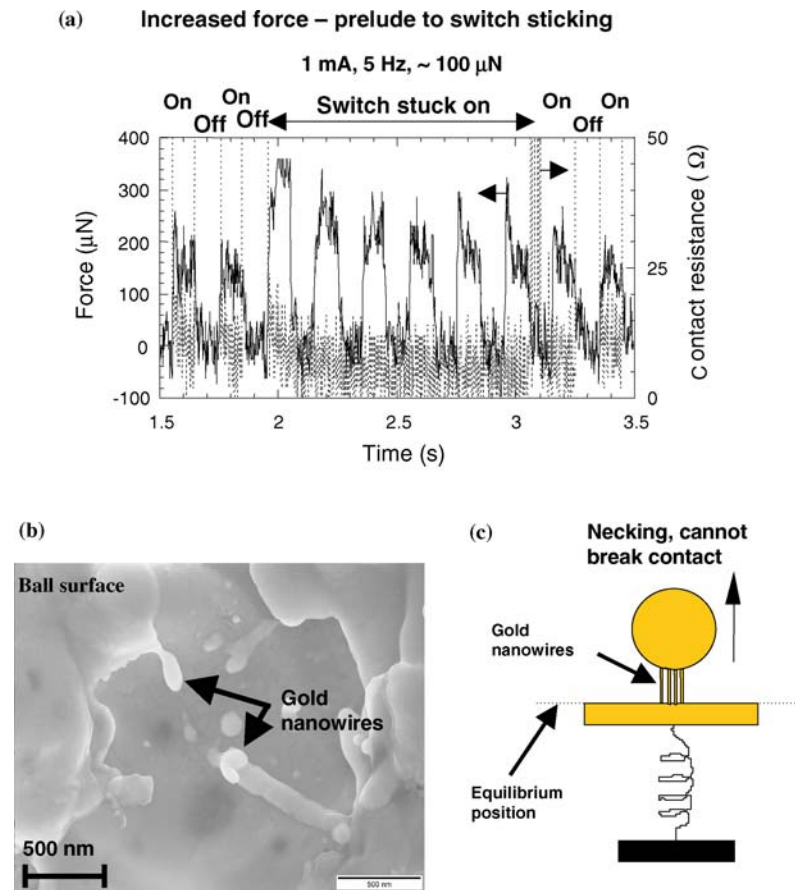 (a) Increased force – prelude to switch sticking
1 mA, 5 Hz, ~ 100 μN
On Off On Off Switch stuck on On Off On
400
300
200
100
0
-100
Force (μN)
50
25
0
Contact resistance ( Ω)
1.5 2 2.5 3 3.5
Time (s)
(b)
Ball surface
Gold
nanowires
500 nm
500 nm
(c)
Necking, cannot
break contact
Gold
nanowires
Equilibrium
position